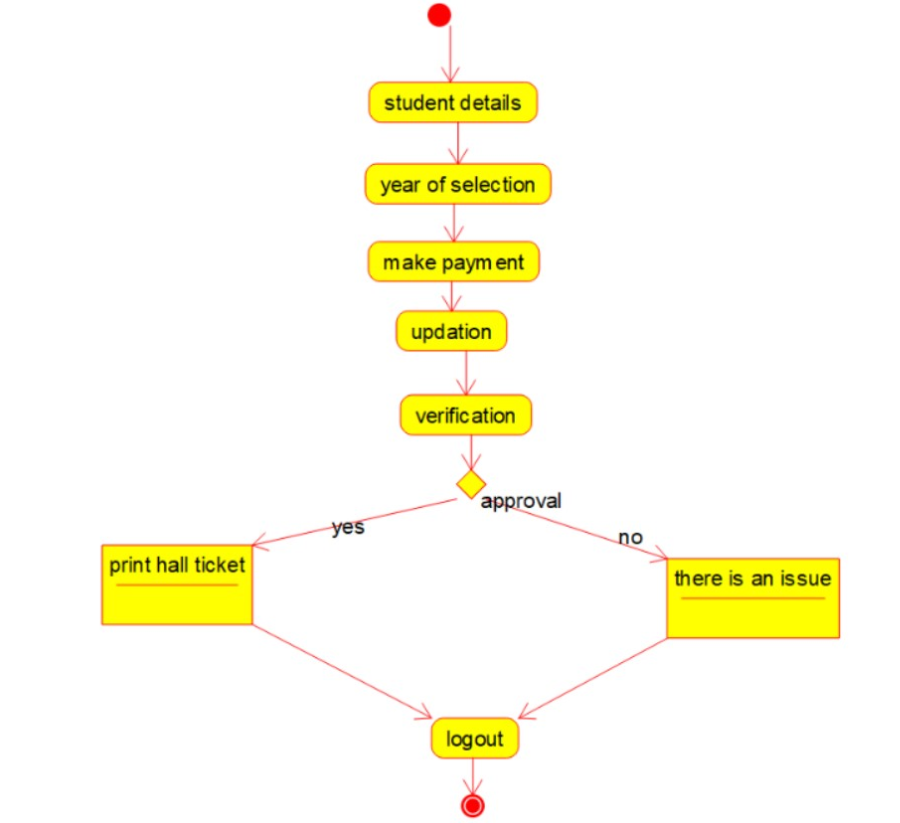 student details
year of selection
make payment
updation
verification
approval
yes
no
print hall ticket
there is an issue
logout